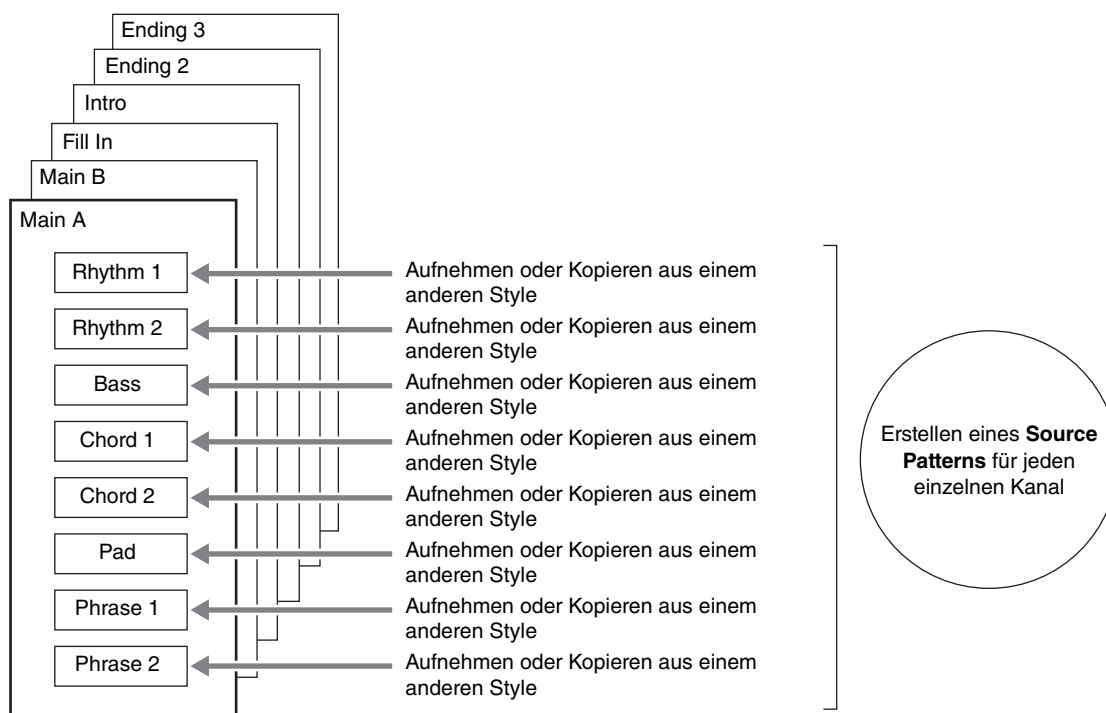 Ending 3
Ending 2
Intro
Fill In
Main B
Main A
Rhythm 1
Aufnehmen oder Kopieren aus einem
anderen Style
Rhythm 2
Aufnehmen oder Kopieren aus einem
anderen Style
Bass
Aufnehmen oder Kopieren aus einem
anderen Style
Chord 1
Aufnehmen oder Kopieren aus einem
anderen Style
Chord 2
Aufnehmen oder Kopieren aus einem
anderen Style
Pad
Aufnehmen oder Kopieren aus einem
anderen Style
Phrase 1
Aufnehmen oder Kopieren aus einem
anderen Style
Phrase 2
Aufnehmen oder Kopieren aus einem
anderen Style
Erstellen eines Source
Patterns für jeden
einzelnen Kanal